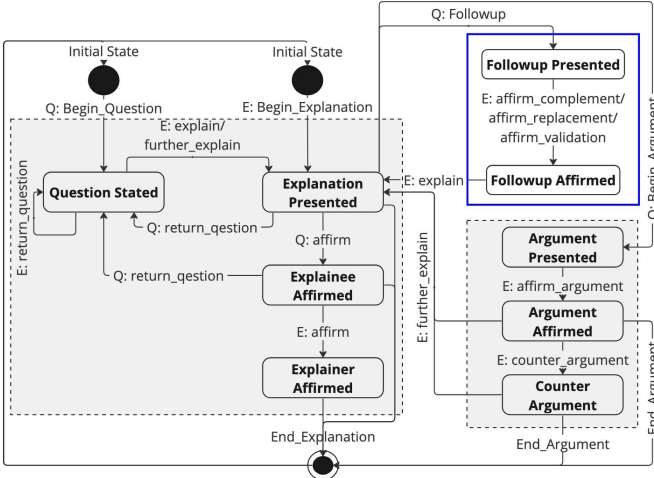 Q: Followup
Initial State
Initial State
Followup Presented
Q: Begin_Question
E: Begin_Explanation
E: affirm_complement/
affirm_replacement/
affirm_validation
E: explain/
further_explain
Q: Begin_Argument
E: return_question
Question Stated
Explanation
Presented
E: explain
Followup Affirmed
Q: return_qestion
Q: affirm
Argument
Presented
Q: return_qestion
Explainee
Affirmed
E: further_explain
E: affirm_argument
Argument
Affirmed
E: affirm
E: counter_argument
Explainer
Affirmed
Counter
Argument
End_Argument
End_Explanation
End_Argument